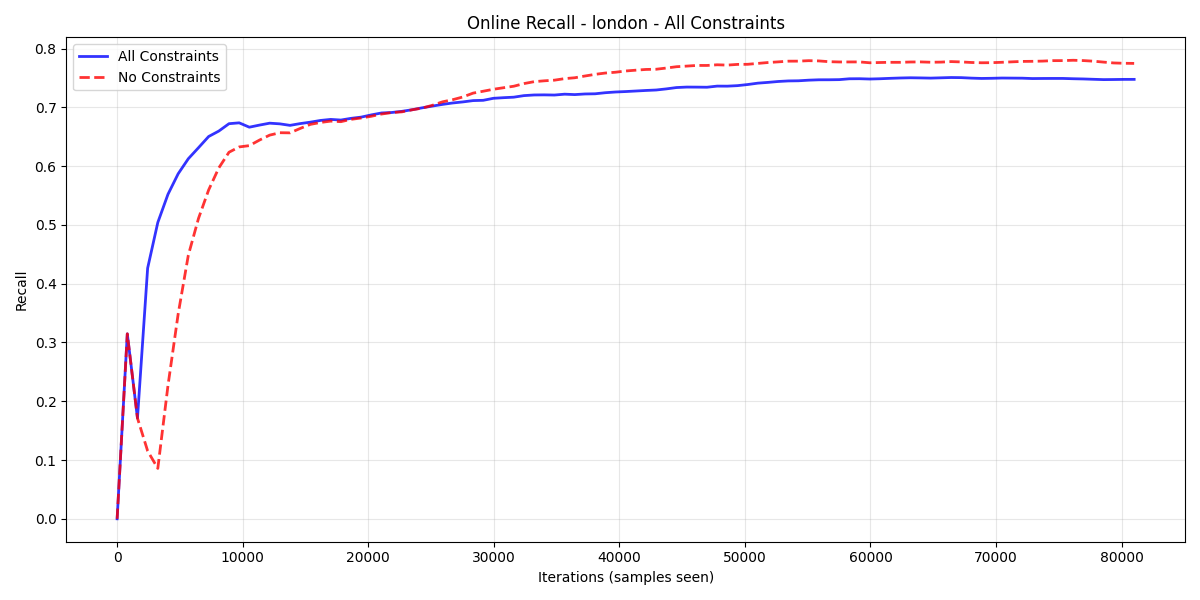 Online Recall - london - All Constraints
All Constraints
No Constraints
Recall
0.8
0.7
0.6
0.5
0.4
0.3
0.2
0.1
0.0
0 10000 20000 30000 40000 50000 60000 70000 80000
Iterations (samples seen)